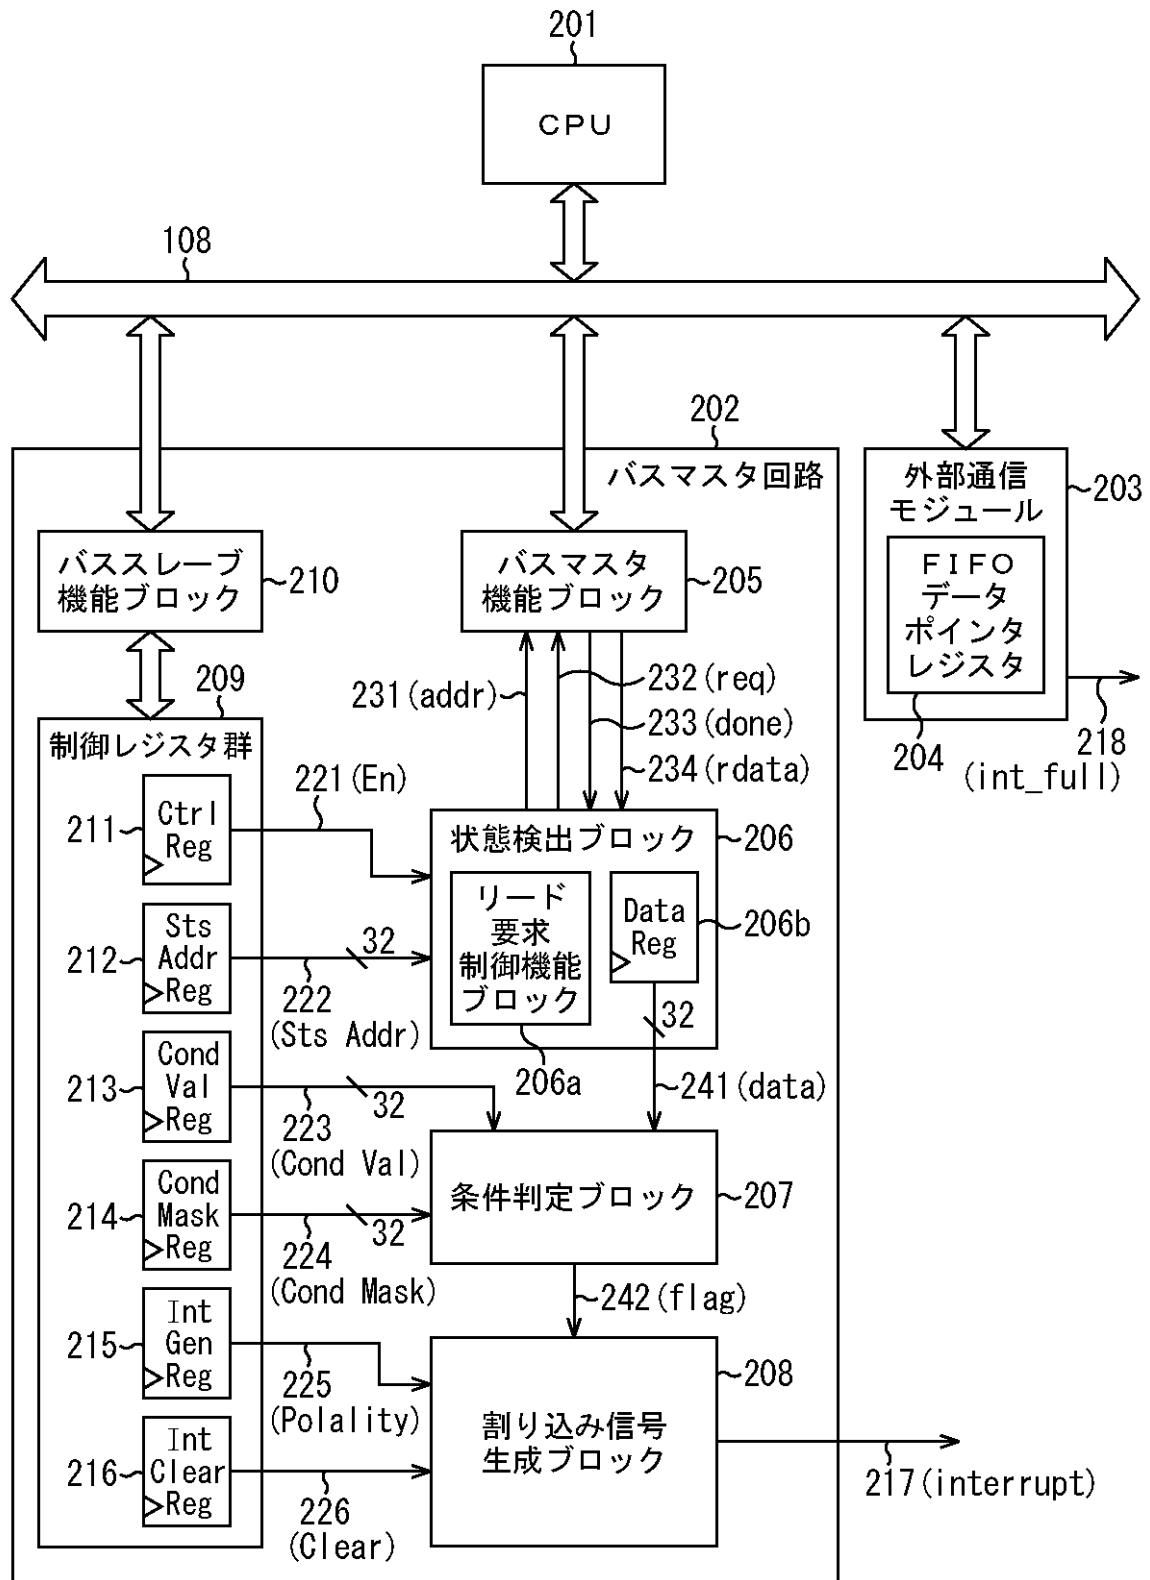 201
CPU
108
202
バスマスタ回路
外部通信
モジュール
203
FIFO
データ
ポインタ
レジスタ
204
218
(int_full)
バススレーブ
機能ブロック
210
バスマスタ
機能ブロック
205
231(addr)
232(req)
233(done)
234(rdata)
209
制御レジスタ群
211
Ctrl
Reg
221(En)
状態検出ブロック
206
リード
要求
制御機能
ブロック
206a
Data
Reg
206b
32
241(data)
212
Sts
Addr
Reg
32
222
(Sts Addr)
213
Cond
Val
Reg
32
223
(Cond Val)
条件判定ブロック
207
214
Cond
Mask
Reg
32
224
(Cond Mask)
242(flag)
215
Int
Gen
Reg
225
(Polality)
208
割り込み信号
生成ブロック
217(interrupt)
216
Int
Clear
Reg
226
(Clear)